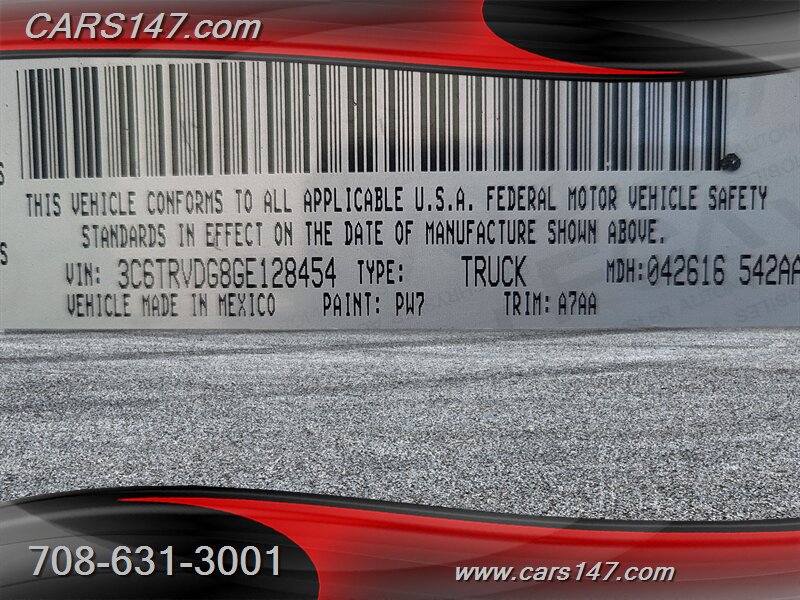 CARS147.com
THIS VEHICLE CONFORMS TO ALL APPLICABLE U.S.A. FEDERAL MOTOR VEHICLE SAFETY
STANDARDS IN EFFECT ON THE DATE OF MANUFACTURE SHOWN ABOVE.
VIN: 3C6TRVDG8GE128454 TYPE: TRUCK MDH:042616 542AA
VEHICLE MADE IN MEXICO PAINT: PW7 TRIM: A7AA
708-631-3001
www.cars147.com